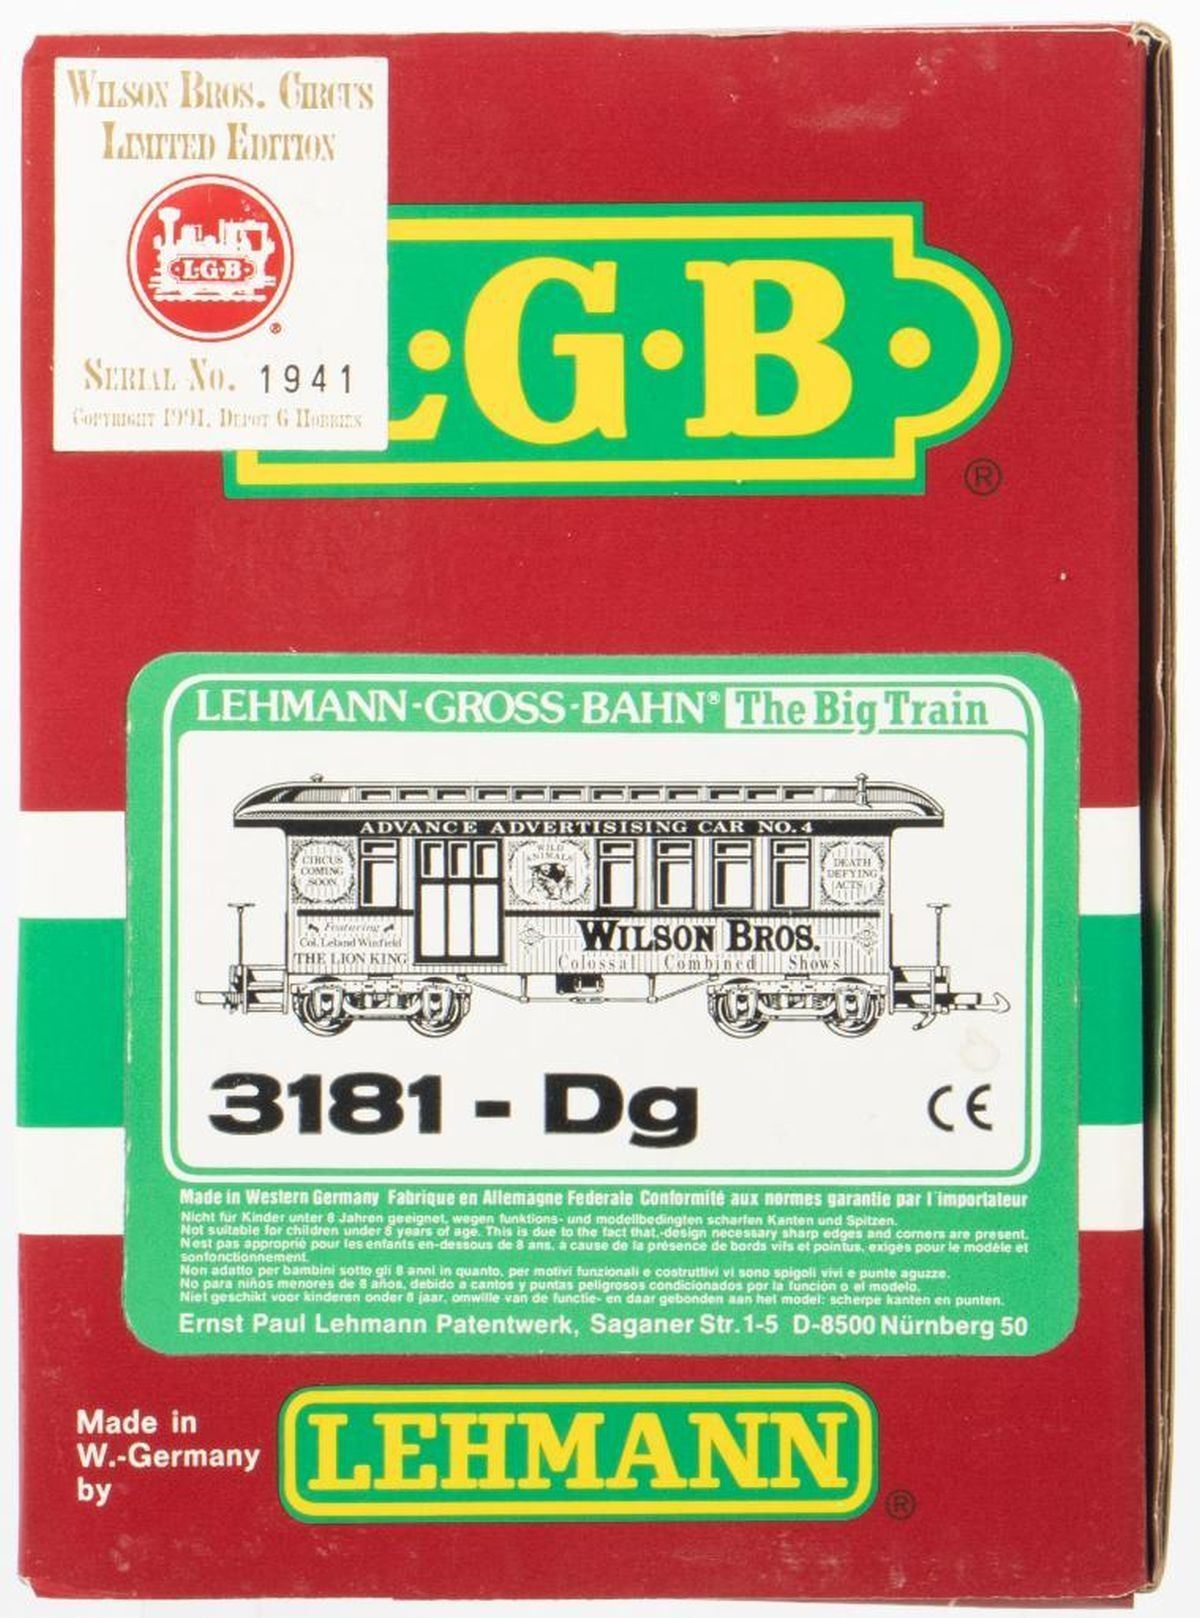 WILSON BROS. CIRCUS
LIMITED EDITION
L·G·B
®
SERIAL NO. 1941
COPYRIGHT 1991, DEPOT G HOBBIES
L·G·B·
®
LEHMANN-GROSS-BAHN® The Big Train
ADVANCE ADVERTISISING CAR NO. 4
CIRCUS
COMING
SOON
WILD
ANIMALS
DEATH
DEFYING
ACTS
Featuring
Col. Leland Winfield
THE LION KING
WILSON BROS.
Colossal Combined Shows
3181 - Dg
CE
Made in Western Germany Fabrique en Allemagne Federale Conformité aux normes garantie par l'importateur
Nicht für Kinder unter 8 Jahren geeignet, wegen funktions- und modellbedingten scharfen Kanten und Spitzen.
Not suitable for children under 8 years of age. This is due to the fact that,-design necessary sharp edges and corners are present.
N'est pas approprié pour les enfants en-dessous de 8 ans, à cause de la présence de bords vifs et pointus, exiges pour le modèle et
sonfonctionnement.
Non adatto per bambini sotto gli 8 anni in quanto, per motivi funzionali e costruttivi vi sono spigoli vivi e punte aguzze.
No para niños menores de 8 años, debido a cantos y puntas peligrosos condicionados por la función o el modelo.
Niet geschikt voor kinderen onder 8 jaar, omwille van de functie- en daar gebonden aan het model: scherpe kanten en punten.
Ernst Paul Lehmann Patentwerk, Saganer Str. 1-5 D-8500 Nürnberg 50
Made in
W.-Germany
by
LEHMANN
®